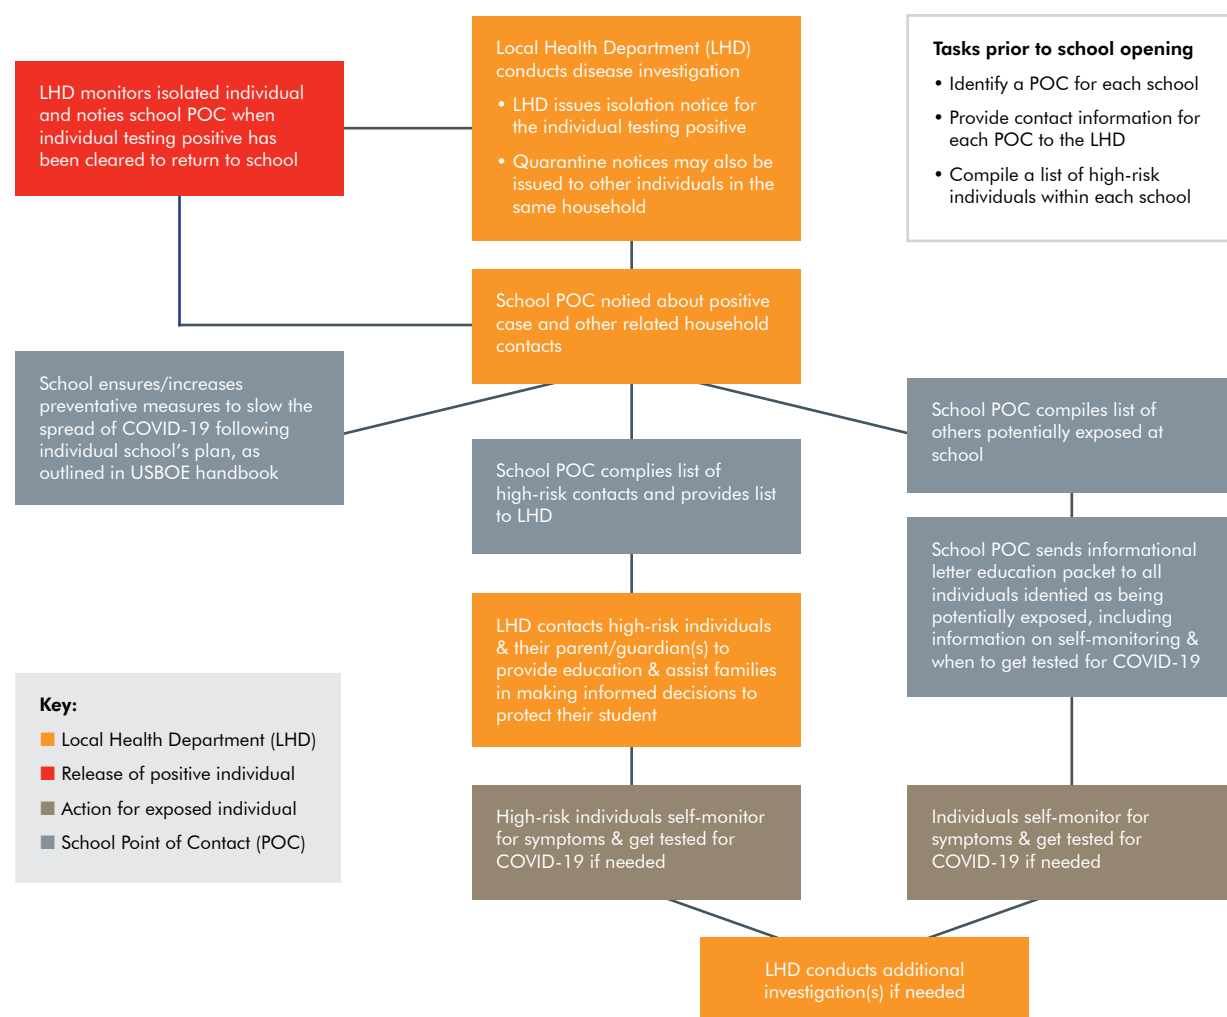 Local Health Department (LHD)
conducts disease investigation
• LHD issues isolation notice for
the individual testing positive
• Quarantine notices may also be
issued to other individuals in the
same household
Tasks prior to school opening
• Identify a POC for each school
• Provide contact information for
each POC to the LHD
• Compile a list of high-risk
individuals within each school
LHD monitors isolated individual
and noties school POC when
individual testing positive has
been cleared to return to school
School POC notied about positive
case and other related household
contacts
School ensures/increases
preventative measures to slow the
spread of COVID-19 following
individual school's plan, as
outlined in USBOE handbook
School POC complies list of
high-risk contacts and provides list
to LHD
School POC compiles list of
others potentially exposed at
school
School POC sends informational
letter education packet to all
individuals identied as being
potentially exposed, including
information on self-monitoring &
when to get tested for COVID-19
LHD contacts high-risk individuals
& their parent/guardian(s) to
provide education & assist families
in making informed decisions to
protect their student
Key:
Local Health Department (LHD)
Release of positive individual
Action for exposed individual
School Point of Contact (POC)
High-risk individuals self-monitor
for symptoms & get tested for
COVID-19 if needed
Individuals self-monitor for
symptoms & get tested for
COVID-19 if needed
LHD conducts additional
investigation(s) if needed